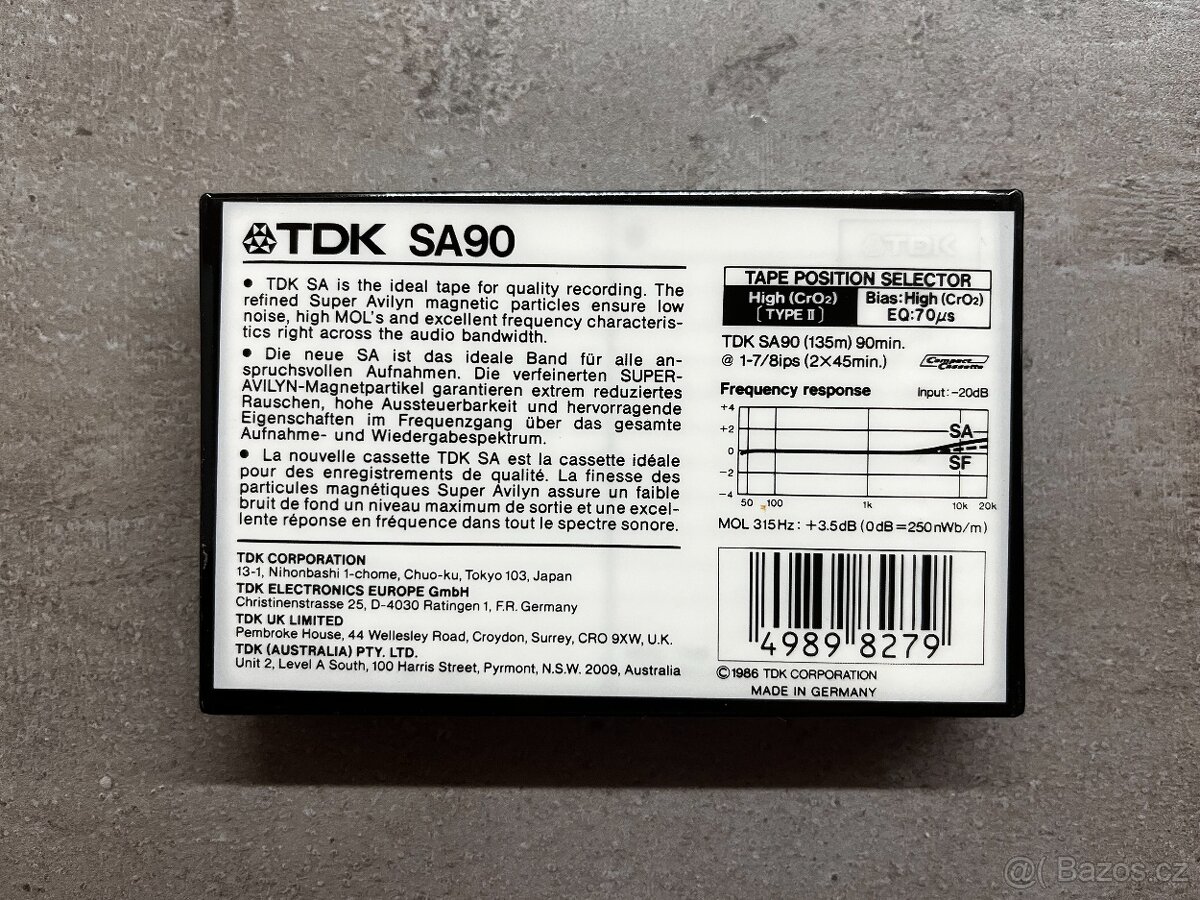 TDK SA90
● TDK SA is the ideal tape for quality recording. The
refined Super Avilyn magnetic particles ensure low
noise, high MOL's and excellent frequency characteris-
tics right across the audio bandwidth.
● Die neue SA ist das ideale Band für alle an-
spruchsvollen Aufnahmen. Die verfeinerten SUPER-
AVILYN-Magnetpartikel garantieren extrem reduziertes
Rauschen, hohe Aussteuerbarkeit und hervorragende
Eigenschaften im Frequenzgang über das gesamte
Aufnahme- und Wiedergabespektrum.
● La nouvelle cassette TDK SA est la cassette idéale
pour des enregistrements de qualité. La finesse des
particules magnétiques Super Avilyn assure un faible
bruit de fond un niveau maximum de sortie et une excel-
lente réponse en fréquence dans tout le spectre sonore.
TDK CORPORATION
13-1, Nihonbashi 1-chome, Chuo-ku, Tokyo 103, Japan
TDK ELECTRONICS EUROPE GmbH
Christinenstrasse 25, D-4030 Ratingen 1, F.R. Germany
TDK UK LIMITED
Pembroke House, 44 Wellesley Road, Croydon, Surrey, CRO 9XW, U.K.
TDK (AUSTRALIA) PTY. LTD.
Unit 2, Level A South, 100 Harris Street, Pyrmont, N.S.W. 2009, Australia
TAPE POSITION SELECTOR
High (CrO₂)
[TYPE II]
Bias: High (CrO₂)
EQ: 70μs
TDK SA90 (135m) 90min.
@ 1-7/8ips (2X45min.)
Compact Cassette
Frequency response
Input: -20dB
+4
+2
0
-2
-4
SA
SF
50 100 1k 10k 20k
MOL 315Hz: +3.5dB (0dB=250nWb/m)
4989 8279
©1986 TDK CORPORATION
MADE IN GERMANY
@( Bazos.cz